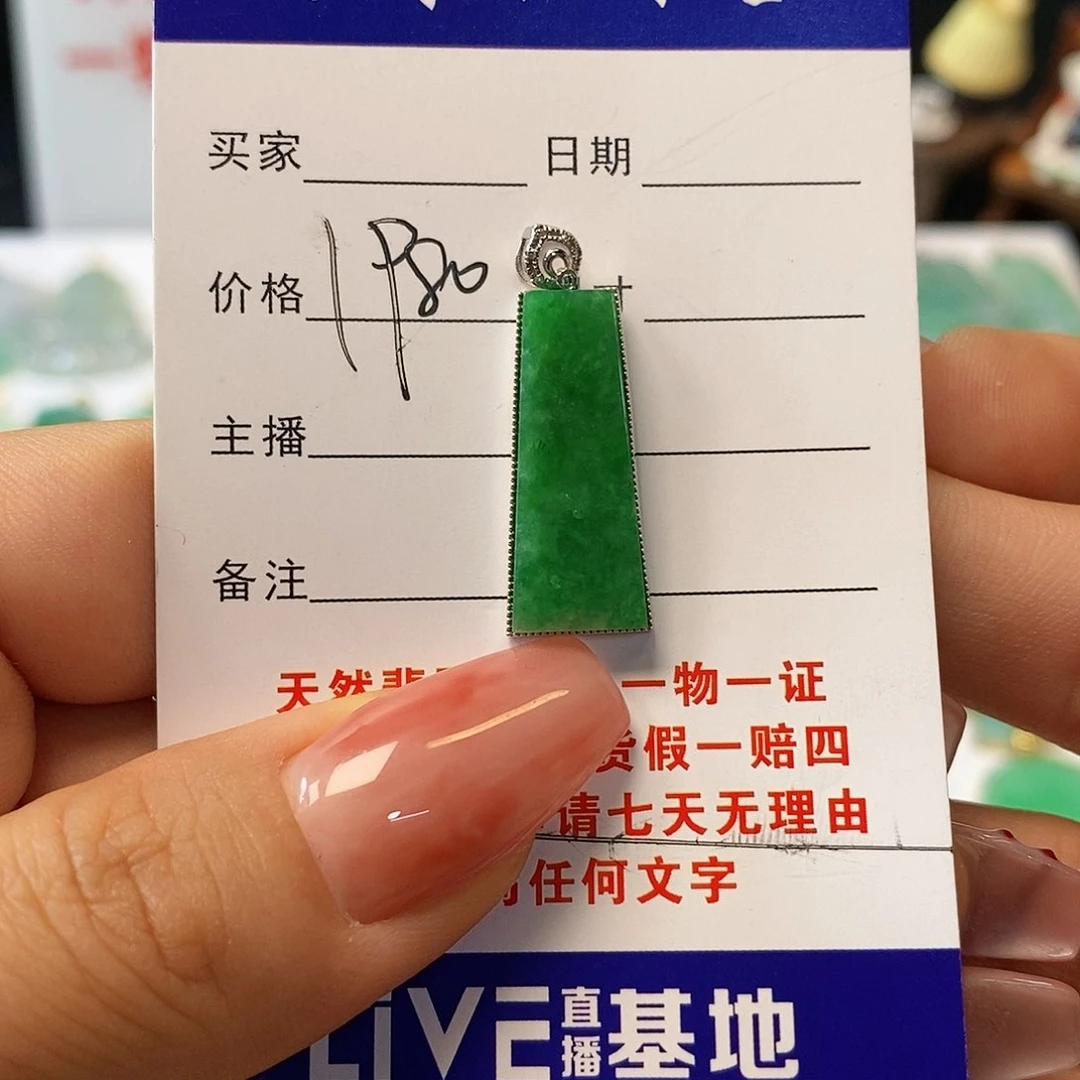 买家 日期
价格 1980
主播
备注
天然翡 一物一证
货假一赔四
请七天无理由
任何文字
LiVE 直播 基地